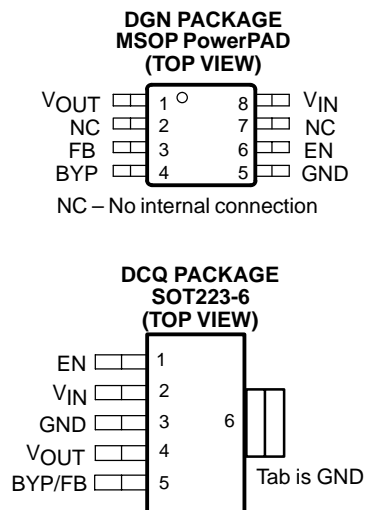 DGN PACKAGE
MSOP PowerPAD
(TOP VIEW)
VOUT 1 8 VIN
NC 2 7 NC
FB 3 6 EN
BYP 4 5 GND
NC – No internal connection
DCQ PACKAGE
SOT223-6
(TOP VIEW)
EN 1
VIN 2
GND 3 6
VOUT 4
Tab is GND
BYP/FB 5